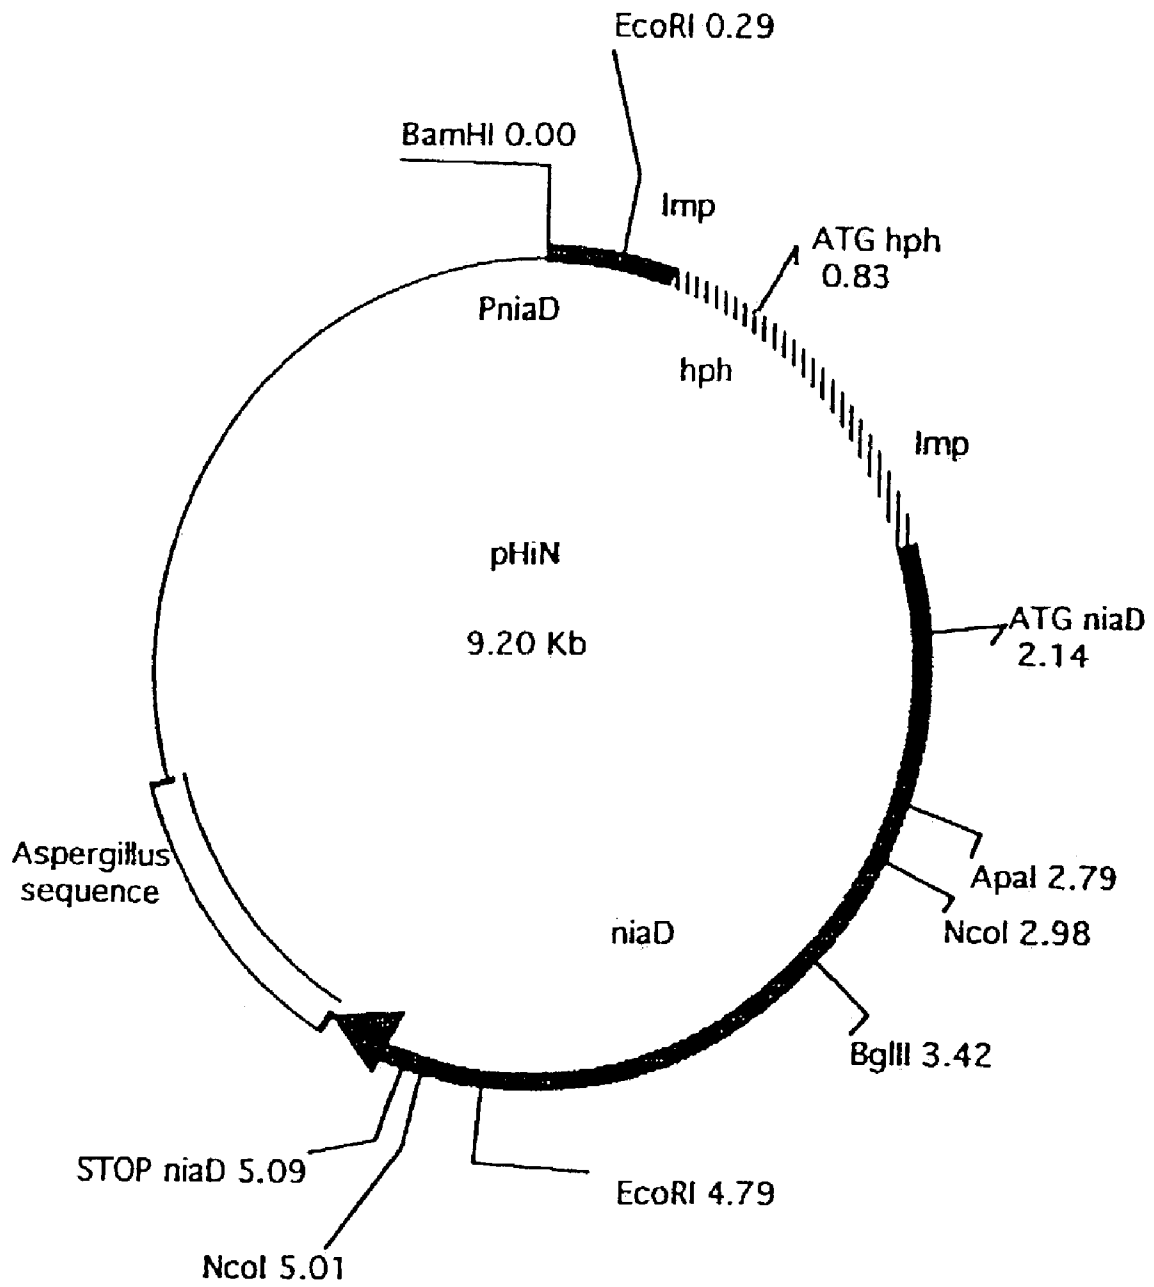 EcoRI 0.29
BamHI 0.00
Imp
ATG hph
0.83
PniaD
hph
Imp
pHiN
9.20 Kb
ATG niaD
2.14
Aspergillus
sequence
ApaI 2.79
NcoI 2.98
niaD
BglII 3.42
STOP niaD 5.09
EcoRI 4.79
NcoI 5.01